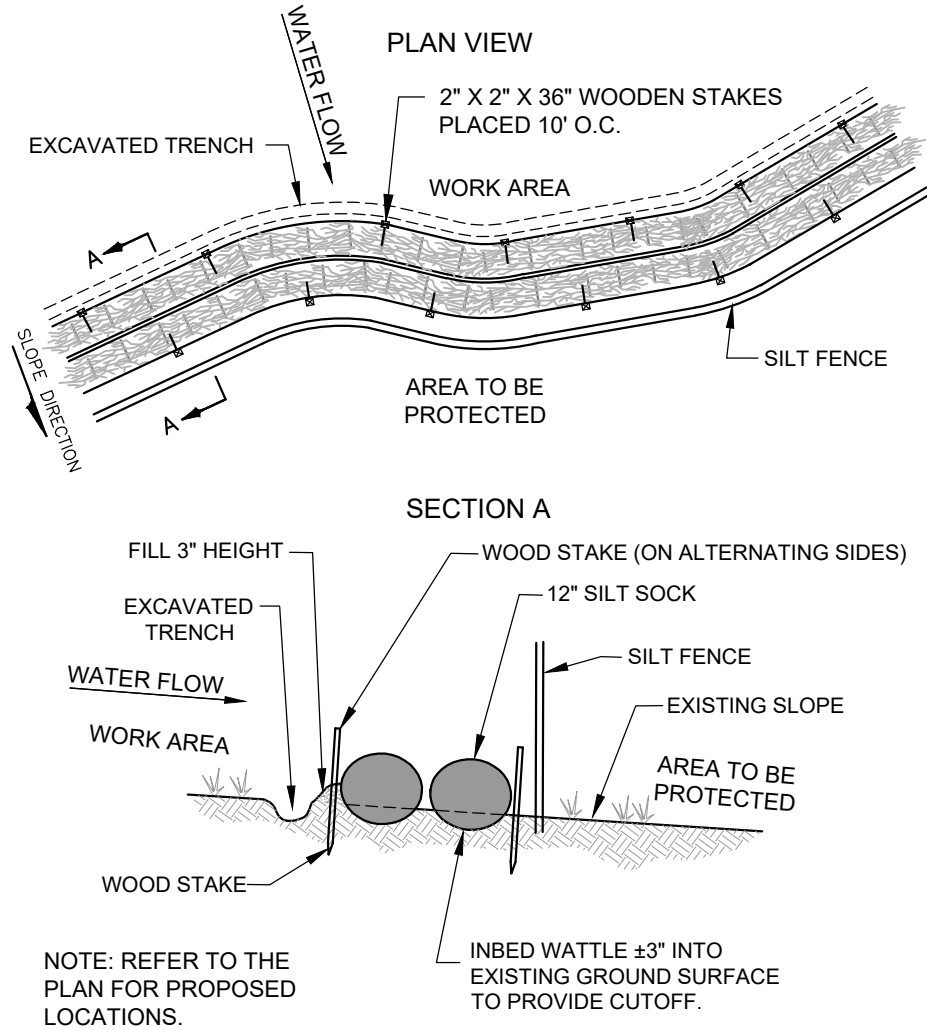 PLAN VIEW
WATER FLOW
2" X 2" X 36" WOODEN STAKES
PLACED 10' O.C.
EXCAVATED TRENCH
WORK AREA
A
SLOPE DIRECTION
SILT FENCE
AREA TO BE
PROTECTED
A
SECTION A
FILL 3" HEIGHT
WOOD STAKE (ON ALTERNATING SIDES)
EXCAVATED
TRENCH
12" SILT SOCK
SILT FENCE
WATER FLOW
EXISTING SLOPE
WORK AREA
AREA TO BE
PROTECTED
WOOD STAKE
NOTE: REFER TO THE
PLAN FOR PROPOSED
LOCATIONS.
INBED WATTLE ±3" INTO
EXISTING GROUND SURFACE
TO PROVIDE CUTOFF.